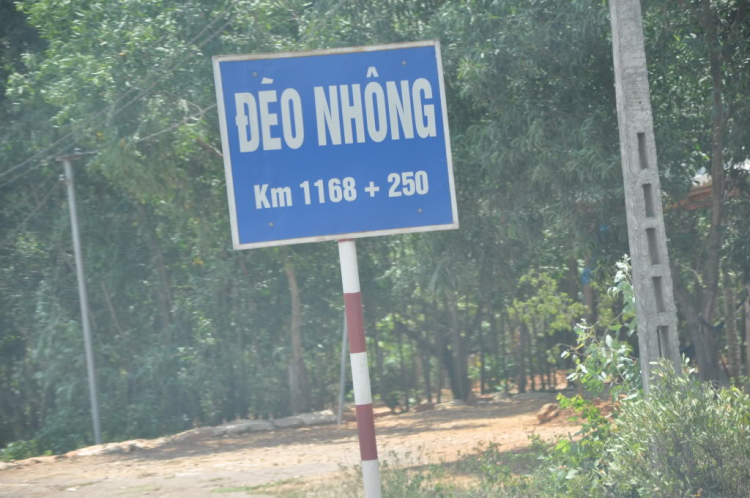 ĐÈO NHÔNG
Km 1168 + 250